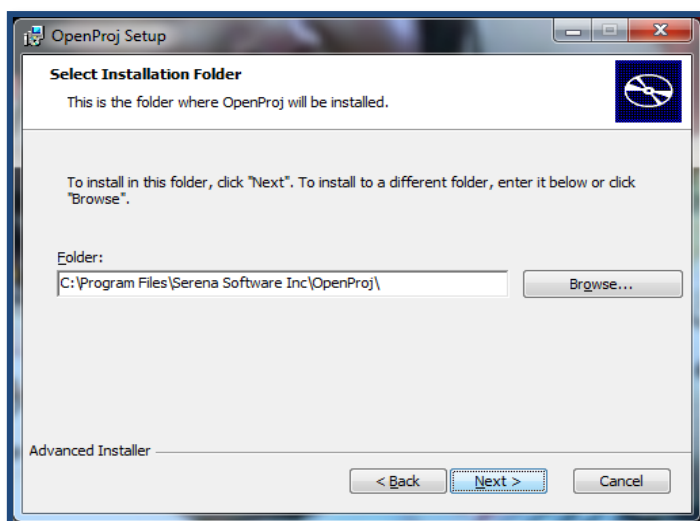 OpenProj Setup
Select Installation Folder
This is the folder where OpenProj will be installed.
To install in this folder, click "Next". To install to a different folder, enter it below or click
"Browse".
Folder:
C:\Program Files\Serena Software Inc\OpenProj\
Browse...
Advanced Installer
< Back
Next >
Cancel